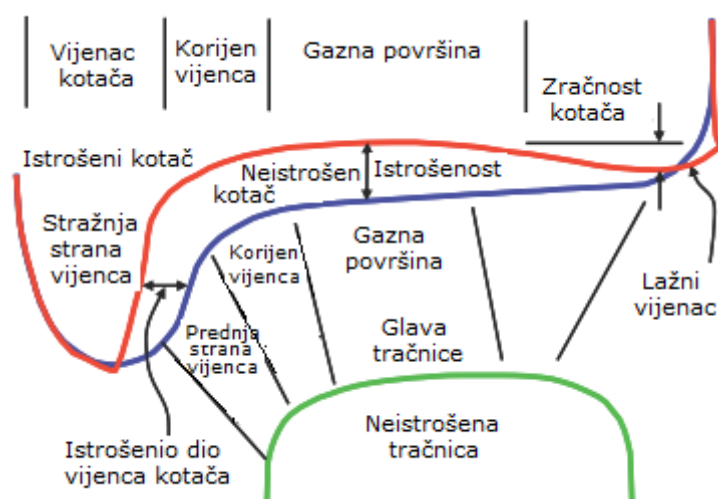 Vijenac
kotača
Korijen
vijenca
Gazna površina
Zračnost
kotača
Istrošeni kotač
Neistrošen
kotač
Istrošenost
Stražnja
strana
vijenca
Korijen
vijenca
Gazna
površina
Lažni
vijenac
Prednja
strana
vijenca
Glava
tračnice
Istrošenio dio
vijenca kotača
Neistrošena
tračnica